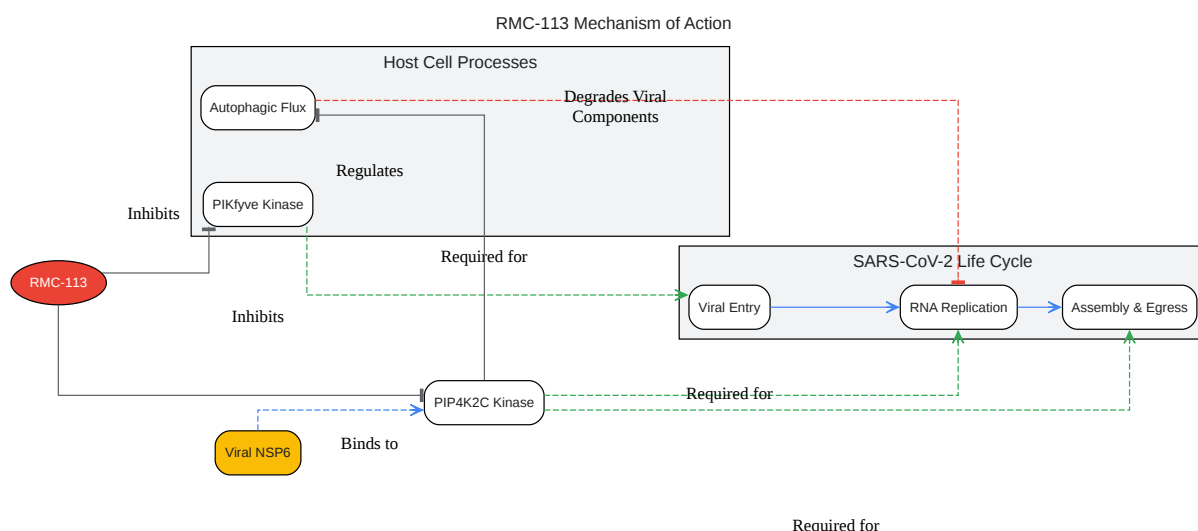 RMC-113 Mechanism of Action
Host Cell Processes
Autophagic Flux
Degrades Viral
Components
Regulates
PIKfyve Kinase
Inhibits
Required for
SARS-CoV-2 Life Cycle
RMC-113
Viral Entry
RNA Replication
Assembly & Egress
Inhibits
PIP4K2C Kinase
Required for
Binds to
Viral NSP6
Required for